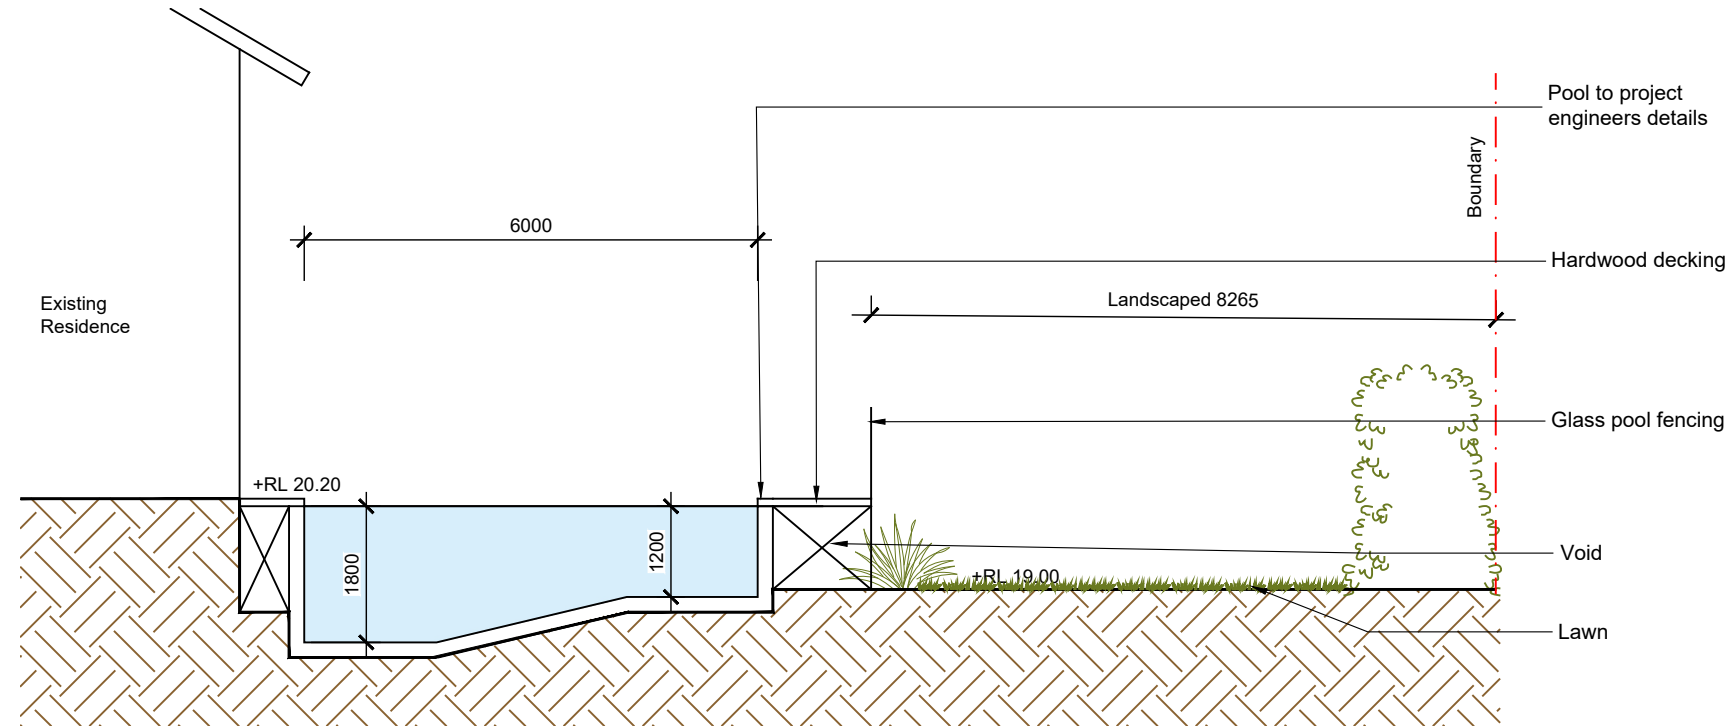 Pool to project
engineers details
Boundary
6000
Hardwood decking
Existing
Residence
Landscaped 8265
Glass pool fencing
+RL 20.20
1800
1200
Void
+RL 19.00
Lawn